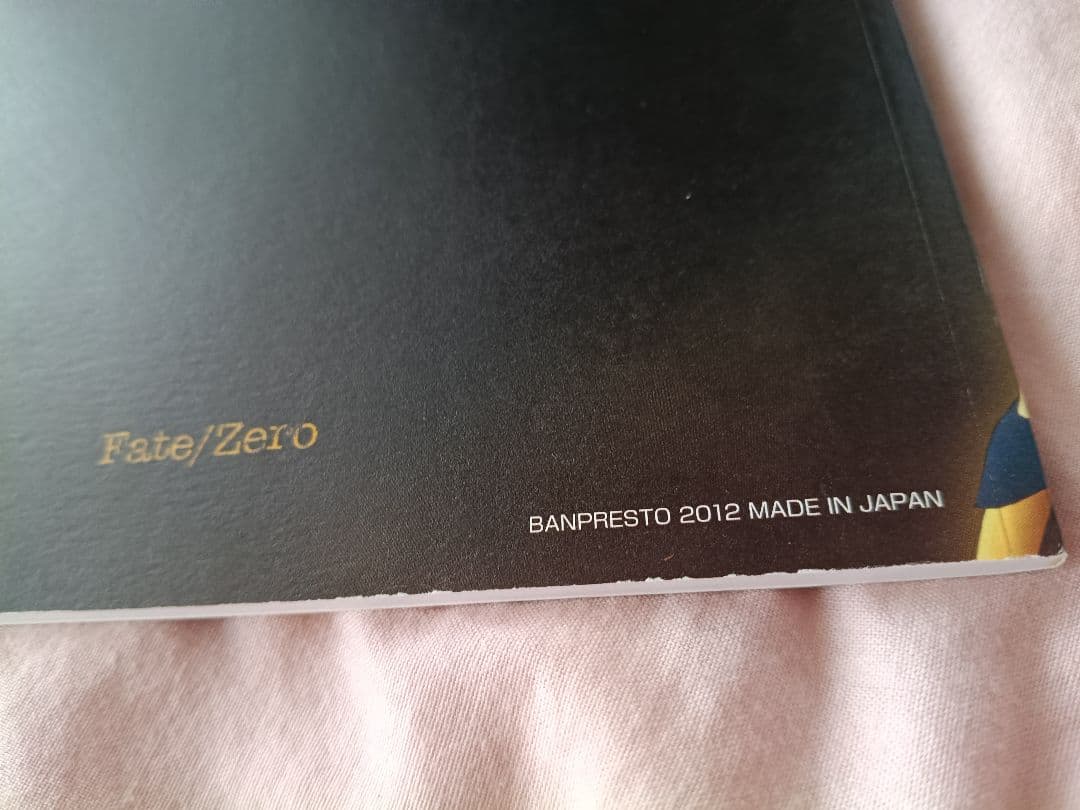 Fate/Zero
BANPRESTO 2012 MADE IN JAPAN